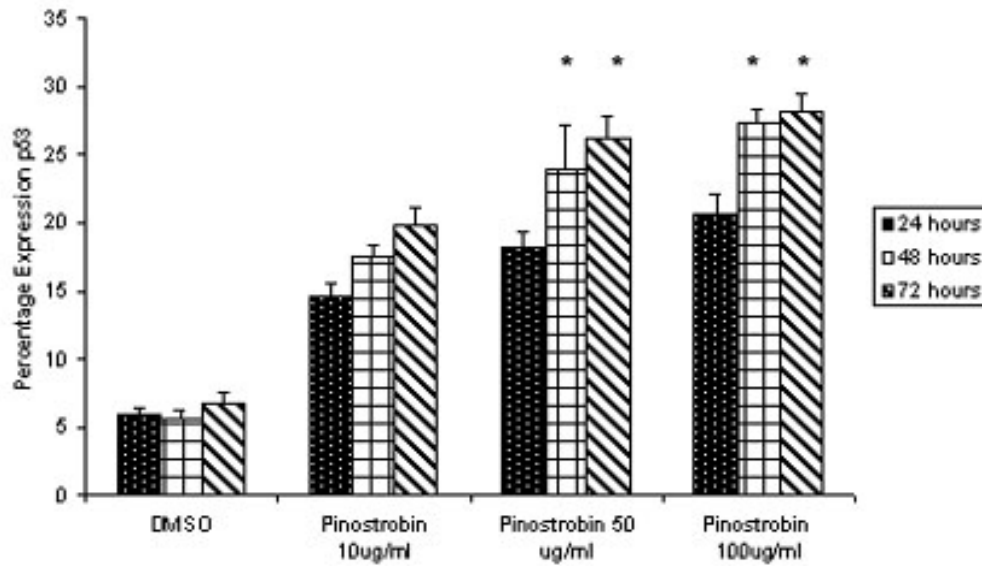 35
30
25
20
15
10
5
0
Percentage Expression p53
* * * *
DMSO
Pinostrobin
10ug/ml
Pinostrobin 50
ug/ml
Pinostrobin
100ug/ml
24 hours
48 hours
72 hours